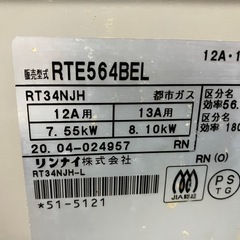 12A・1
販売型式 RTE564BEL
RT34NJH 都市ガス
12A用 13A用
7.55kW 8.10kW
20.04-024957 RN
リンナイ株式会社
RT34NJH-L
*51-5121
区分名
効率56.
区分名
効率 180
RN (O)
JIA認証
PS
TG